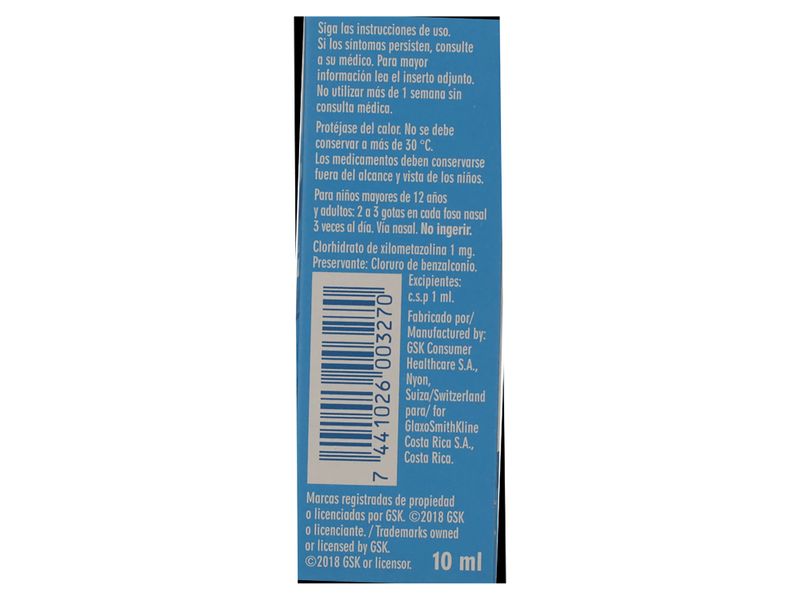 Siga las instrucciones de uso.
Si los síntomas persisten, consulte
a su médico. Para mayor
información lea el inserto adjunto.
No utilizar más de 1 semana sin
consulta médica.
Protéjase del calor. No se debe
conservar a más de 30 °C.
Los medicamentos deben conservarse
fuera del alcance y vista de los niños.
Para niños mayores de 12 años
y adultos: 2 a 3 gotas en cada fosa nasal
3 veces al día. Vía nasal. No ingerir.
Clorhidrato de xilometazolina 1 mg.
Preservante: Cloruro de benzalconio.
Excipientes:
c.s.p 1 ml.
Fabricado por/
Manufactured by:
GSK Consumer
Healthcare S.A.,
Nyon,
Suiza/Switzerland
para/ for
GlaxoSmithKline
Costa Rica S.A.,
Costa Rica.
7 441026 003270
Marcas registradas de propiedad
o licenciadas por GSK. ©2018 GSK
o licenciante. / Trademarks owned
or licensed by GSK.
©2018 GSK or licensor.
10 ml